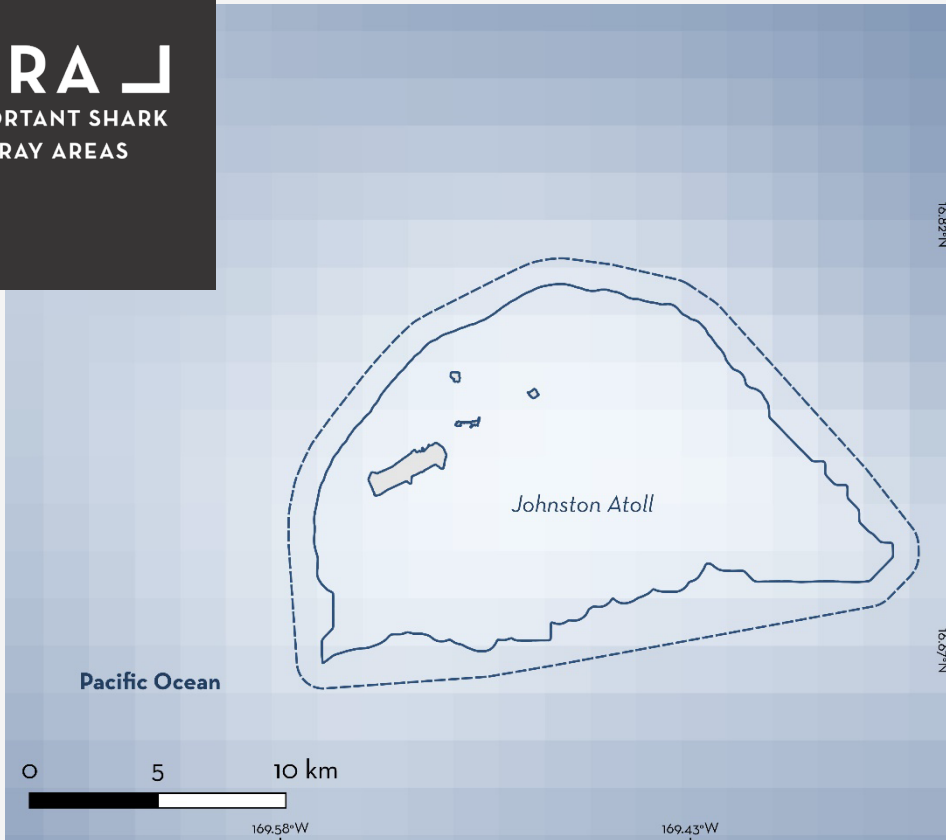 RA
ORTANT SHARK
RAY AREAS
16.82°N
Johnston Atoll
16.67°N
Pacific Ocean
0 5 10 km
169.58°W 169.43°W